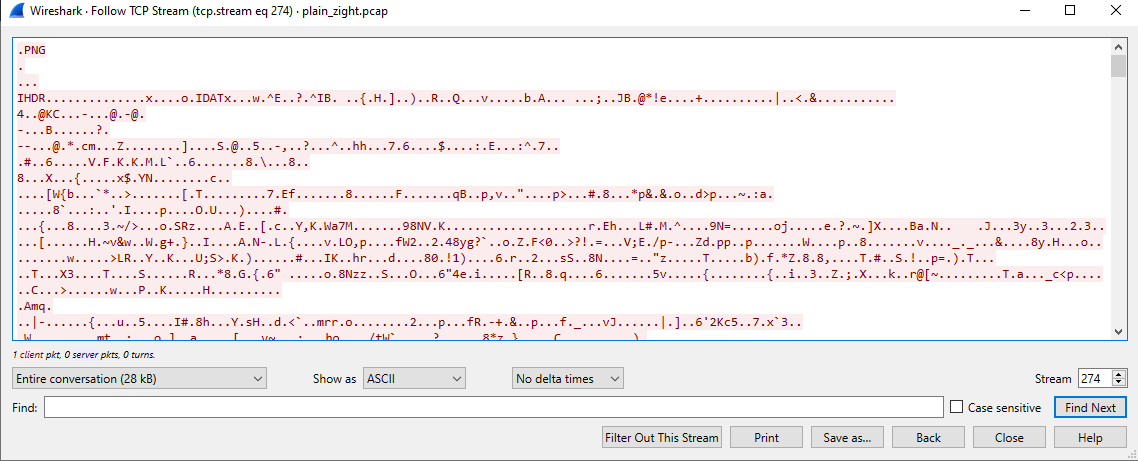 Wireshark · Follow TCP Stream (tcp.stream eq 274) · plain_zight.pcap
.PNG
.
...
IHDR..............x....o.IDATx...w.^E..?.^IB. ..{.H.]..)..R..Q...v.....b.A... ...;..JB.@*!e....+..........|..<.&...........
4..@KC...-...@.-@.
-...B......?.
--...@.*.cm...Z........]....S.@..5..-,..?...^..hh...7.6....$....:.E...:^.7..
.#..6.....V.F.K.K.M.L`..6.......8.\...8..
8...X...{.....x$.YN........c..
....[W{b...`*..>......[.T.........7.Ef.......8......F.......qB..p,v.."....p>...#.8...*p&.&.o..d>p...~.:a.
.....8`...:..'.I....p....O.U...)....#.
...{...8....3.~/>...o.SRz....A.E..[.c..Y,K.Wa7M.......98NV.K....................r.Eh...L#.M.^....9N=......oj.....e.?.~.]X....Ba.N.. .J...3y..3...2.3..
...[......H.~v&w..W.g+.}..I....A.N-.L.{....v.LO,p....fW2..2.48yg?`..o.Z.F<0..>?!.=...V;E./p-...Zd.pp..p.......W....p..8.......v...._._...&....8y.H...o..
.......w.....>LR..Y..K...U;S>.K.)......#...IK..hr...d....80.!1)....6.r..2...sS..8N....=.."z.....T.....b).f.*Z.8.8,....T.#..S.!..p=.).T...
..T...X3....T....S......R...*8.G.{.6" .....o.8Nzz..S...O...6"4e.i....[R..8.q....6.......5v.....{.......{..i..3..Z.;.X...k..r@[~.........T.a..._c<p....
..C...>......w...P..K.....H..........
.Amq.
..|-......{...u..5....I#.8h...Y.sH..d.<`..mrr.o........2...p...fR.-+.&..p...f._...vJ......|.]..6'2Kc5..7.x`3..
1 client pkt, 0 server pkts, 0 turns.
Entire conversation (28 kB) Show as ASCII No delta times Stream 274
Find: Case sensitive Find Next
Filter Out This Stream Print Save as... Back Close Help